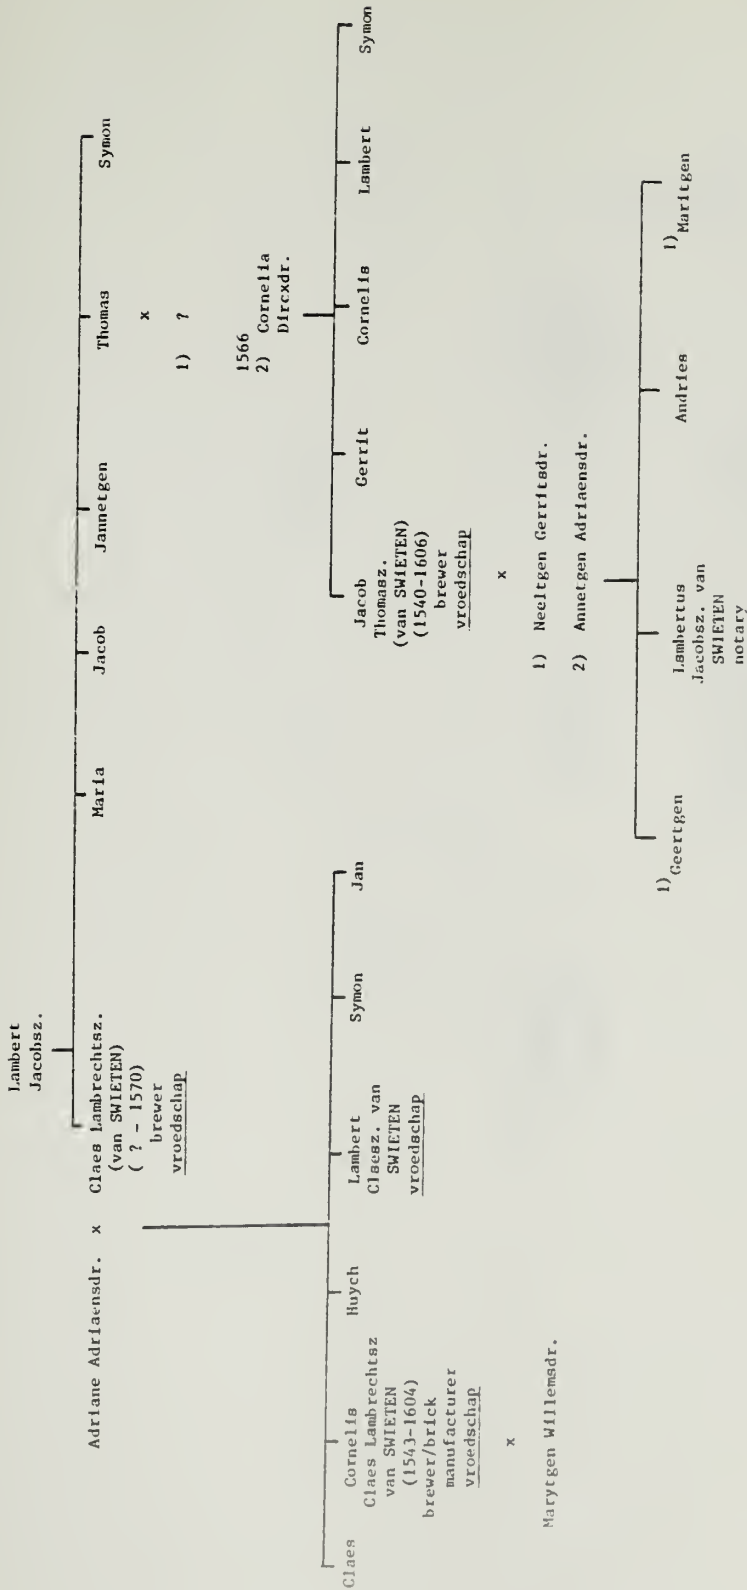 Lambert
Jacobsz.
Adriane Adriaensdr. x Claes Lambrechtsz.
(van SWIETEN)
( ? - 1570)
brewer
vroedschap
Maria
Jacob
Jannetgen
Thomas
x
1) ?
1566
2) Cornelia
Dircxdr.
Symon
Claes
Cornelis
Claes Lambrechtsz
van SWIETEN
(1543-1604)
brewer/brick
manufacturer
vroedschap
x
Marytgen Willemsdr.
Huych
Lambert
Claesz. van
SWIETEN
vroedschap
Symon
Jan
Jacob
Thomasz.
(van SWIETEN)
(1540-1606)
brewer
vroedschap
x
1) Neeltgen Gerritsdr.
2) Annetgen Adriaensdr.
Gerrit
Cornelis
Lambert
Symon
1) Geertgen
Lambertus
Jacobsz. van
SWIETEN
notary
Andries
1) Maritgen